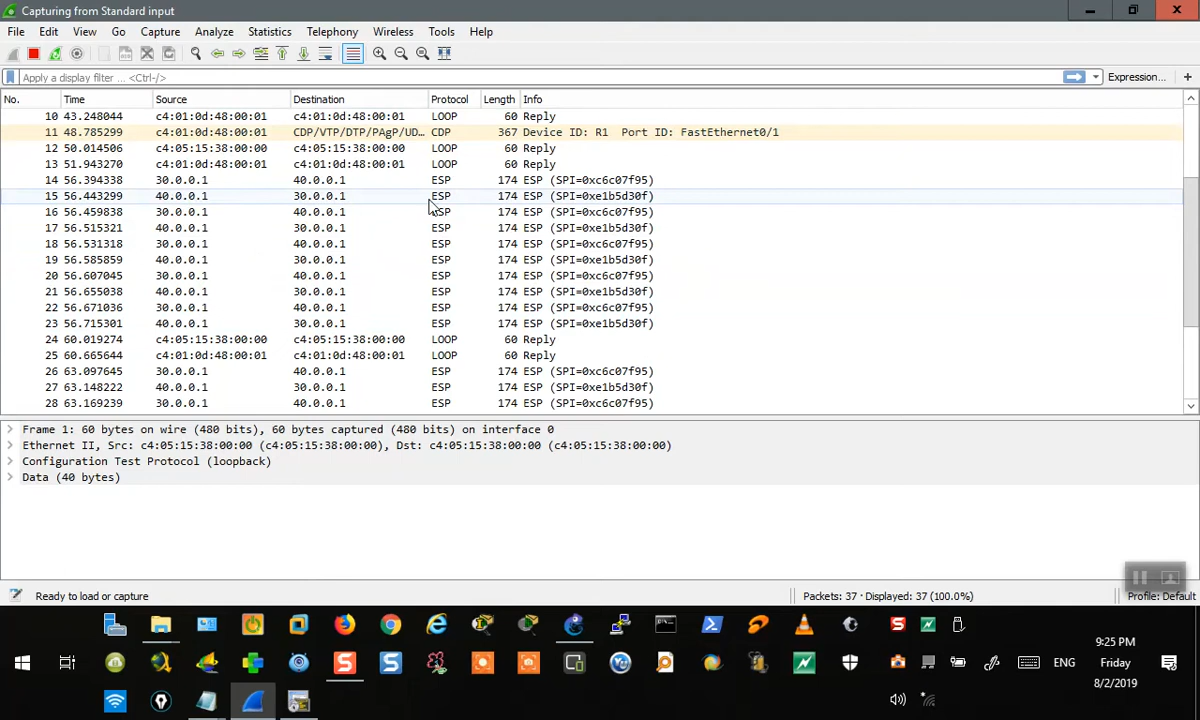 Capturing from Standard input
File Edit View Go Capture Analyze Statistics Telephony Wireless Tools Help
Apply a display filter ... <Ctrl-/> Expression... +
No. Time Source Destination Protocol Length Info
10 43.248044 c4:01:0d:48:00:01 c4:01:0d:48:00:01 LOOP 60 Reply
11 48.785299 c4:01:0d:48:00:01 CDP/VTP/DTP/PAgP/UD... CDP 367 Device ID: R1 Port ID: FastEthernet0/1
12 50.014506 c4:05:15:38:00:00 c4:05:15:38:00:00 LOOP 60 Reply
13 51.943270 c4:01:0d:48:00:01 c4:01:0d:48:00:01 LOOP 60 Reply
14 56.394338 30.0.0.1 40.0.0.1 ESP 174 ESP (SPI=0xc6c07f95)
15 56.443299 40.0.0.1 30.0.0.1 ESP 174 ESP (SPI=0xe1b5d30f)
16 56.459838 30.0.0.1 40.0.0.1 ESP 174 ESP (SPI=0xc6c07f95)
17 56.515321 40.0.0.1 30.0.0.1 ESP 174 ESP (SPI=0xe1b5d30f)
18 56.531318 30.0.0.1 40.0.0.1 ESP 174 ESP (SPI=0xc6c07f95)
19 56.585859 40.0.0.1 30.0.0.1 ESP 174 ESP (SPI=0xe1b5d30f)
20 56.607045 30.0.0.1 40.0.0.1 ESP 174 ESP (SPI=0xc6c07f95)
21 56.655038 40.0.0.1 30.0.0.1 ESP 174 ESP (SPI=0xe1b5d30f)
22 56.671036 30.0.0.1 40.0.0.1 ESP 174 ESP (SPI=0xc6c07f95)
23 56.715301 40.0.0.1 30.0.0.1 ESP 174 ESP (SPI=0xe1b5d30f)
24 60.019274 c4:05:15:38:00:00 c4:05:15:38:00:00 LOOP 60 Reply
25 60.665644 c4:01:0d:48:00:01 c4:01:0d:48:00:01 LOOP 60 Reply
26 63.097645 30.0.0.1 40.0.0.1 ESP 174 ESP (SPI=0xc6c07f95)
27 63.148222 40.0.0.1 30.0.0.1 ESP 174 ESP (SPI=0xe1b5d30f)
28 63.169239 30.0.0.1 40.0.0.1 ESP 174 ESP (SPI=0xc6c07f95)
Frame 1: 60 bytes on wire (480 bits), 60 bytes captured (480 bits) on interface 0
Ethernet II, Src: c4:05:15:38:00:00 (c4:05:15:38:00:00), Dst: c4:05:15:38:00:00 (c4:05:15:38:00:00)
Configuration Test Protocol (loopback)
Data (40 bytes)
Ready to load or capture Packets: 37 · Displayed: 37 (100.0%) Profile: Default
9:25 PM
ENG Friday
8/2/2019